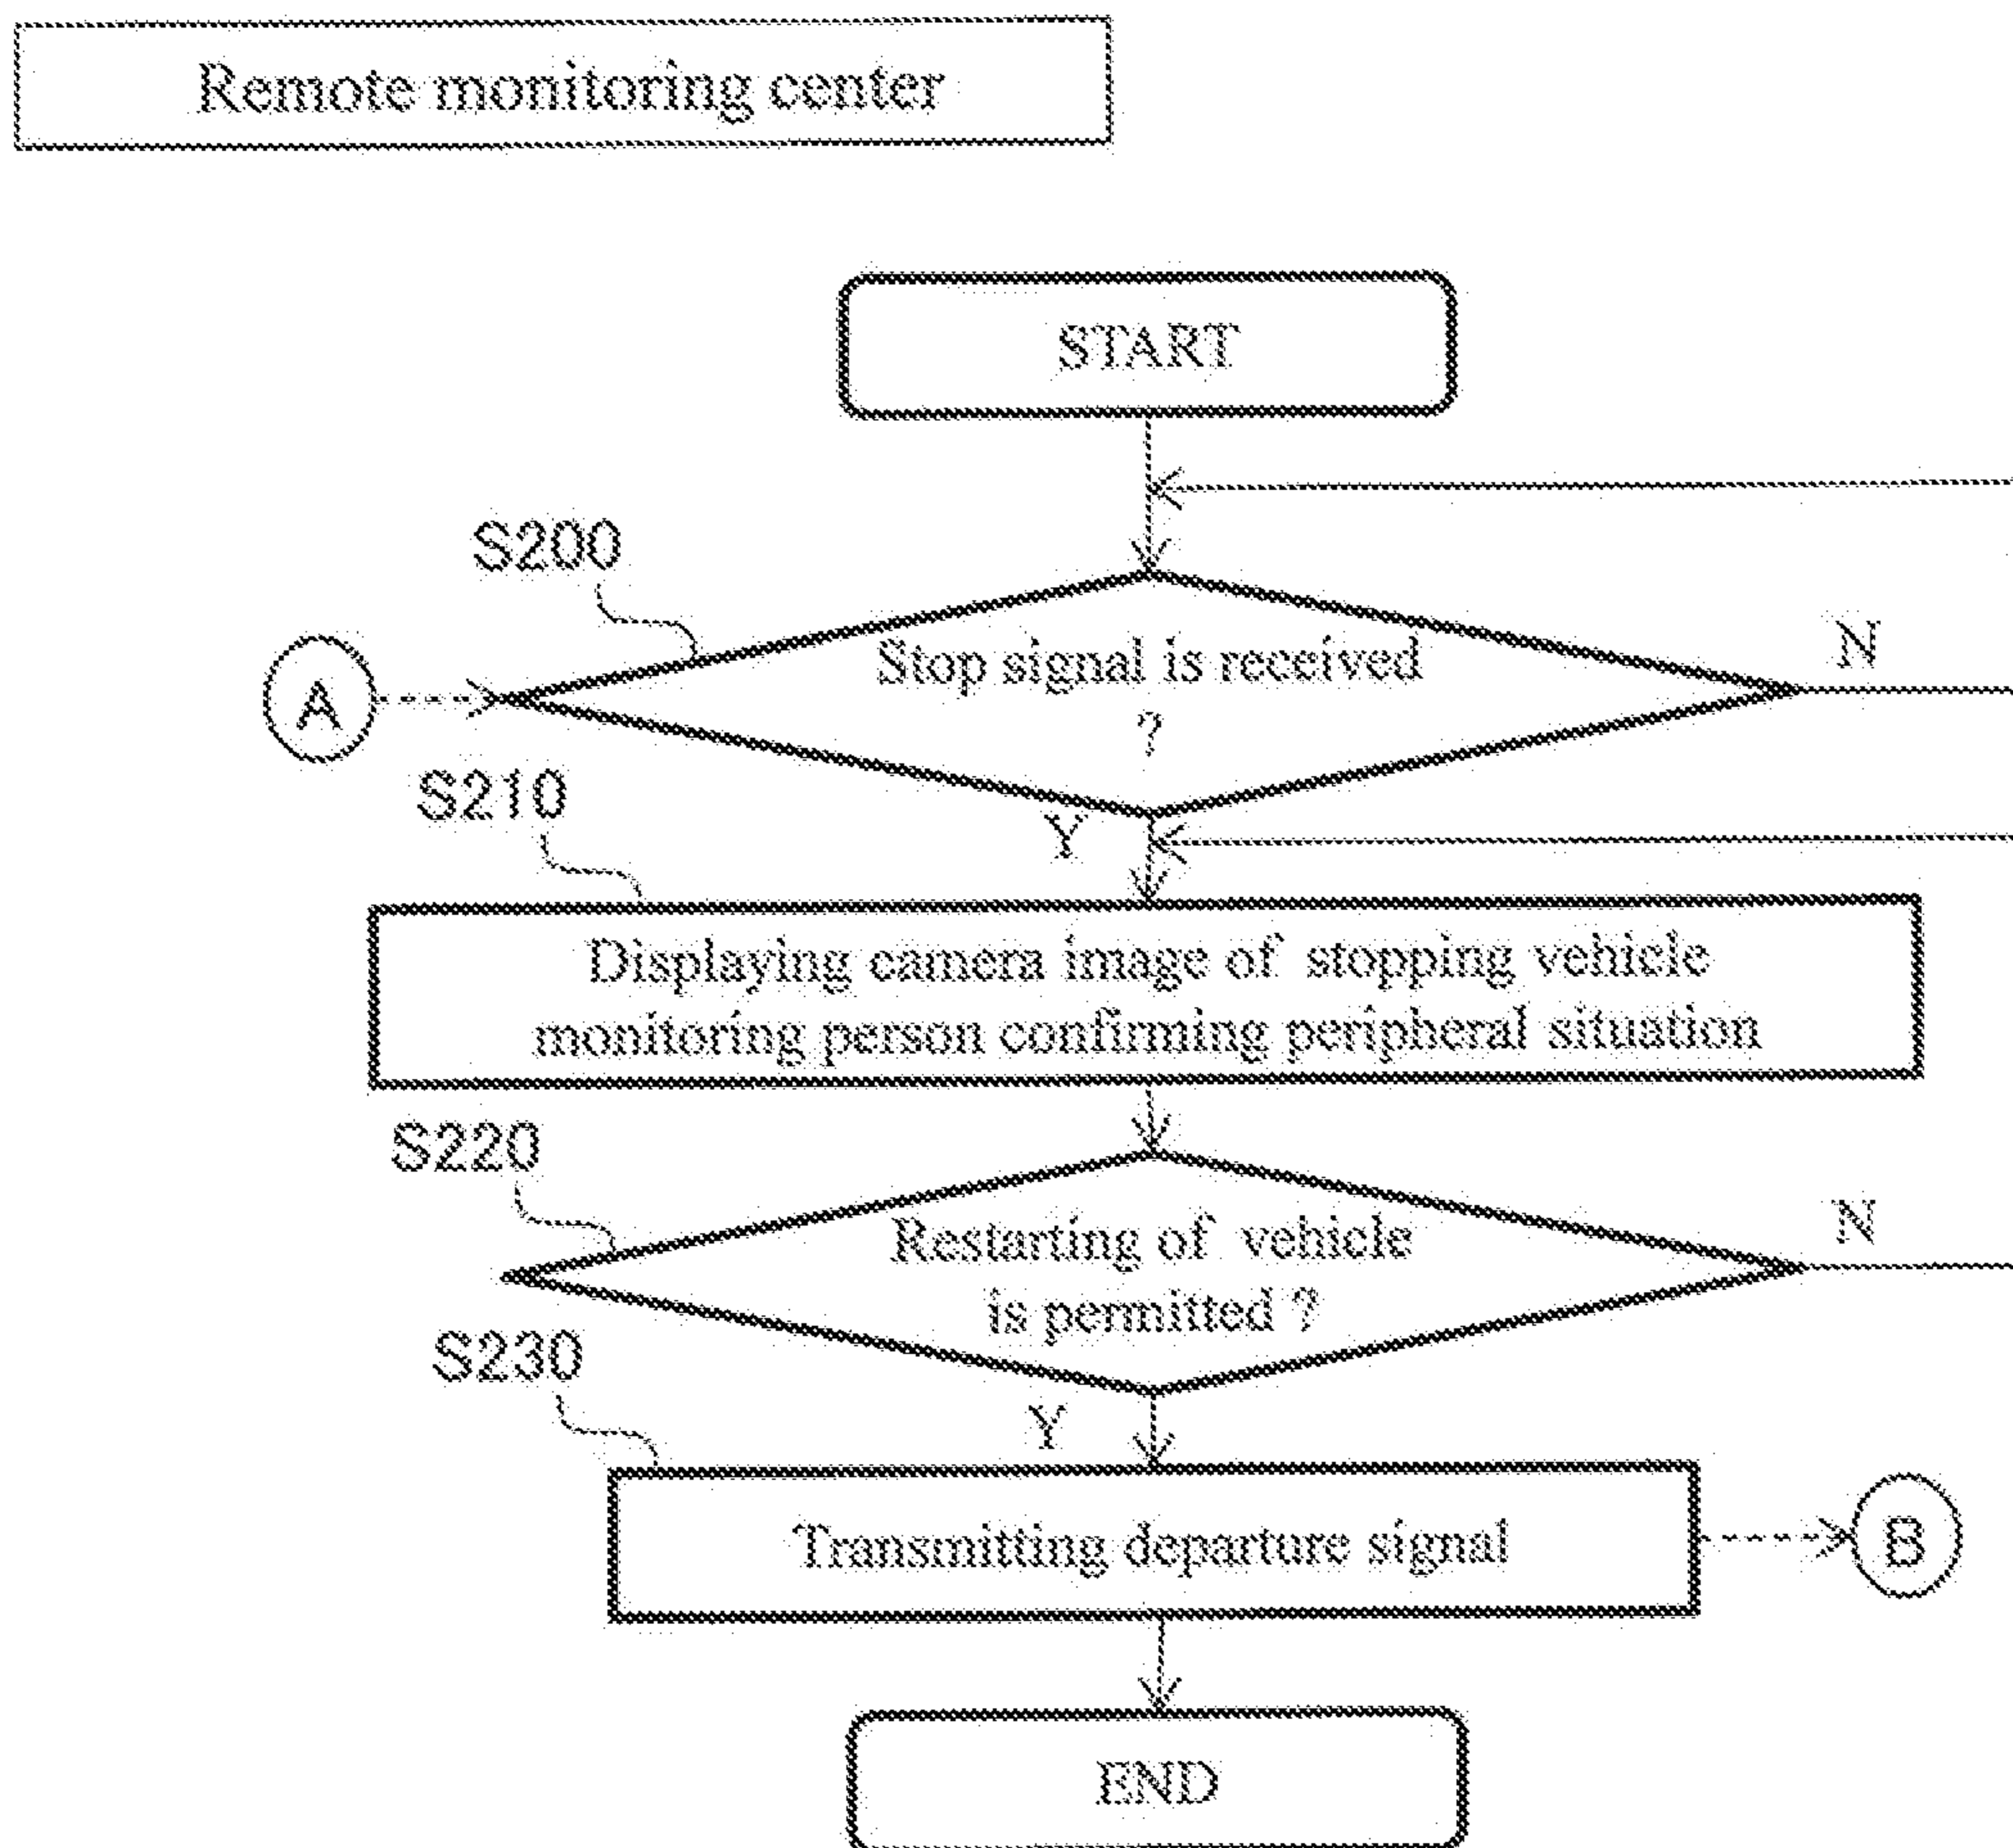 Remote monitoring center
START
S200
Stop signal is received
?
N
A
S210
Y
Displaying camera image of stopping vehicle
monitoring person confirming peripheral situation
S220
Restarting of vehicle
is permitted ?
N
S230
Y
Transmitting departure signal
B
END